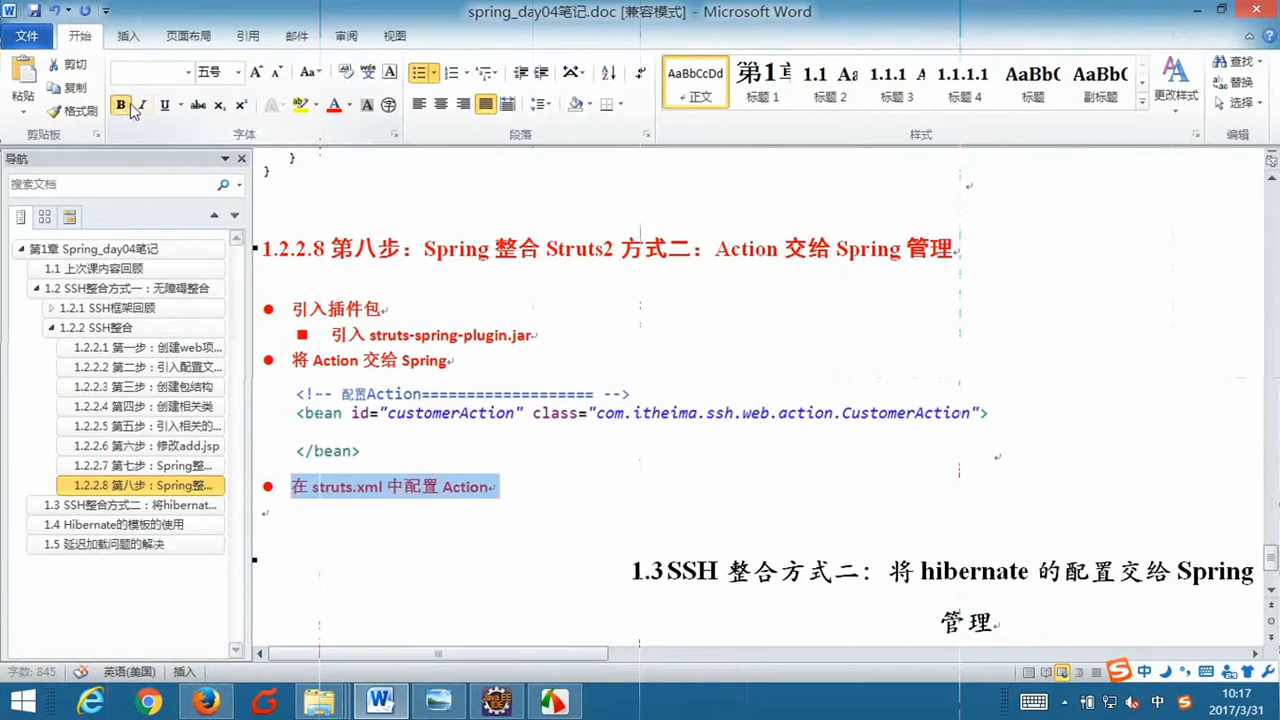 spring_day04笔记.doc [兼容模式] - Microsoft Word
文件 开始 插入 页面布局 引用 邮件 审阅 视图
粘贴 剪切 复制 格式刷 五号 更改样式 查找 替换 选择
AaBbCcDd 第1章 1.1 Aa 1.1.1 A 1.1.1.1 AaBbC AaBbC
正文 标题 1 标题 2 标题 3 标题 4 标题 副标题
剪贴板 字体 段落 样式 编辑
导航
搜索文档
第1章 Spring_day04笔记
1.1 上次课内容回顾
1.2 SSH整合方式一：无障碍整合
1.2.1 SSH框架回顾
1.2.2 SSH整合
1.2.2.1 第一步：创建web项...
1.2.2.2 第二步：引入配置文...
1.2.2.3 第三步：创建包结构
1.2.2.4 第四步：创建相关类
1.2.2.5 第五步：引入相关的...
1.2.2.6 第六步：修改add.jsp
1.2.2.7 第七步：Spring整...
1.2.2.8 第八步：Spring整...
1.3 SSH整合方式二：将hibernat...
1.4 Hibernate的模板的使用
1.5 延迟加载问题的解决
}
}
1.2.2.8 第八步：Spring 整合 Struts2 方式二：Action 交给 Spring 管理
引入插件包
引入 struts-spring-plugin.jar
将 Action 交给 Spring
<!-- 配置Action=================== -->
<bean id="customerAction" class="com.itheima.ssh.web.action.CustomerAction">
</bean>
在 struts.xml 中配置 Action
1.3 SSH 整合方式二：将 hibernate 的配置交给 Spring
管理
字数: 845 英语(美国) 插入
中
10:17
2017/3/31